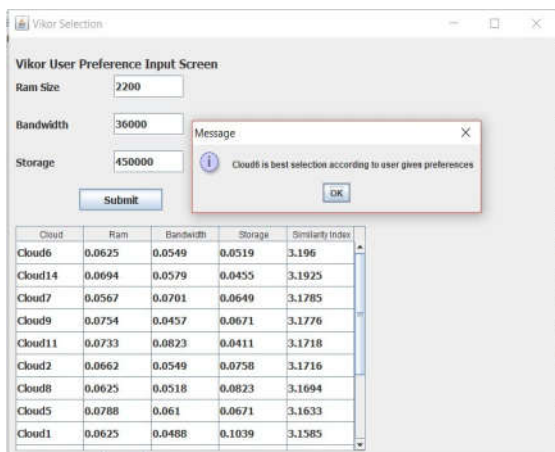 Vikor Selection
Vikor User Preference Input Screen
Ram Size 2200
Bandwidth 36000
Storage 450000
Submit
Message
Cloud6 is best selection according to user given preferences
OK
Cloud Ram Bandwidth Storage Similarity Index
Cloud6 0.0625 0.0549 0.0519 3.196
Cloud14 0.0694 0.0579 0.0455 3.1925
Cloud7 0.0567 0.0701 0.0649 3.1785
Cloud9 0.0754 0.0457 0.0671 3.1776
Cloud11 0.0733 0.0823 0.0411 3.1718
Cloud2 0.0662 0.0549 0.0758 3.1716
Cloud8 0.0625 0.0518 0.0823 3.1694
Cloud5 0.0788 0.061 0.0671 3.1633
Cloud1 0.0625 0.0488 0.1039 3.1585